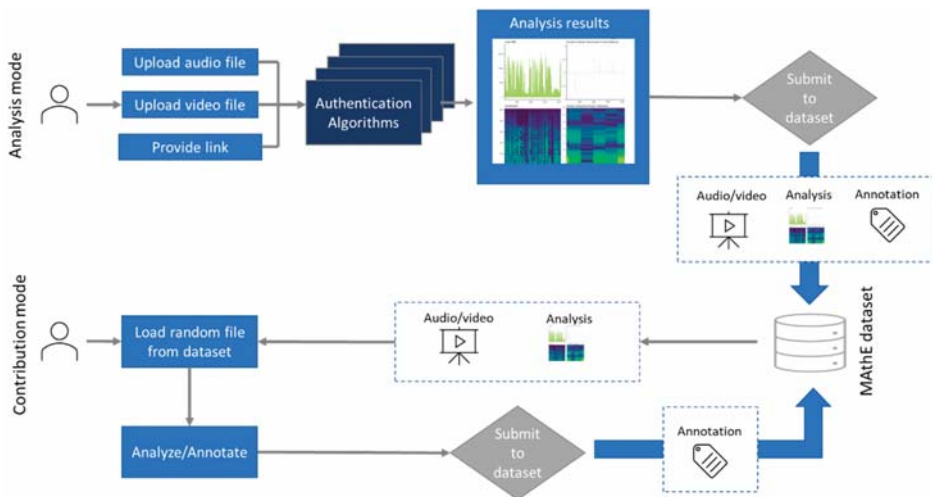 Analysis mode
Upload audio file
Upload video file
Provide link
Authentication
Algorithms
Analysis results
Submit
to
dataset
Audio/video
Analysis
Annotation
MAthE dataset
Contribution mode
Load random file
from dataset
Audio/video
Analysis
Analyze/Annotate
Submit
to
dataset
Annotation